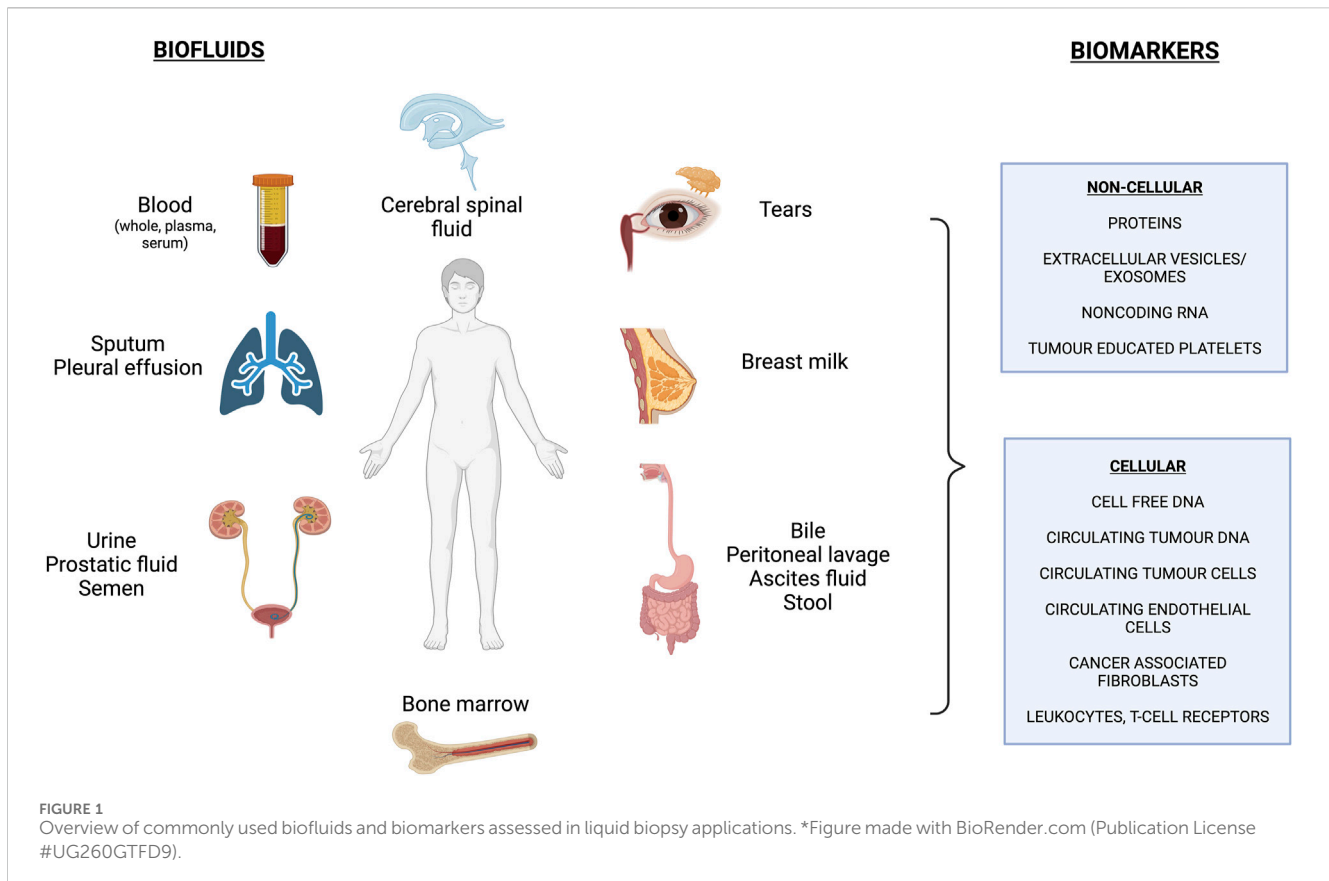 BIOFLUIDS
BIOMARKERS
Blood
(whole, plasma,
serum)
Cerebral spinal
fluid
Tears
Sputum
Pleural effusion
Breast milk
Urine
Prostatic fluid
Semen
Bile
Peritoneal lavage
Ascites fluid
Stool
Bone marrow
NON-CELLULAR
PROTEINS
EXTRACELLULAR VESICLES/
EXOSOMES
NONCODING RNA
TUMOUR EDUCATED PLATELETS
CELLULAR
CELL FREE DNA
CIRCULATING TUMOUR DNA
CIRCULATING TUMOUR CELLS
CIRCULATING ENDOTHELIAL
CELLS
CANCER ASSOCIATED
FIBROBLASTS
LEUKOCYTES, T-CELL RECEPTORS
FIGURE 1
Overview of commonly used biofluids and biomarkers assessed in liquid biopsy applications. *Figure made with BioRender.com (Publication License
#UG260GTFD9).